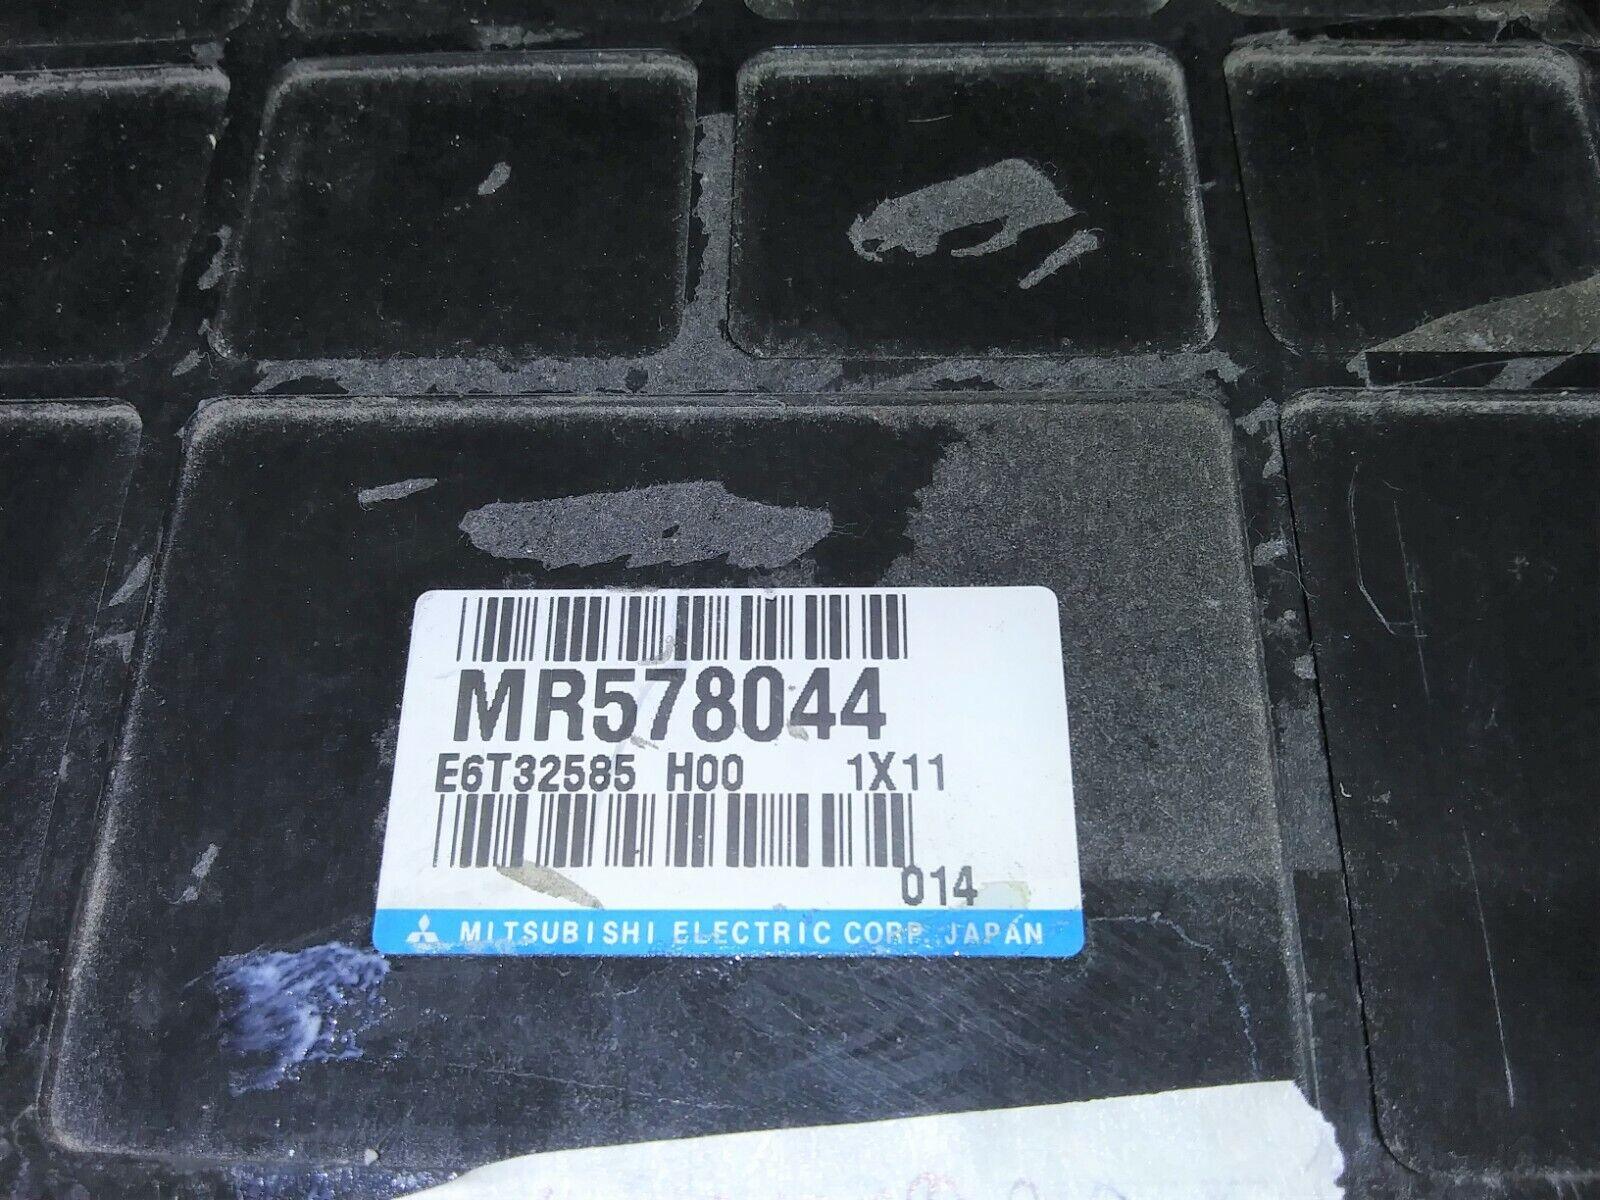 MR578044
E6T32585 H00 1X11
014
MITSUBISHI ELECTRIC CORP. JAPAN